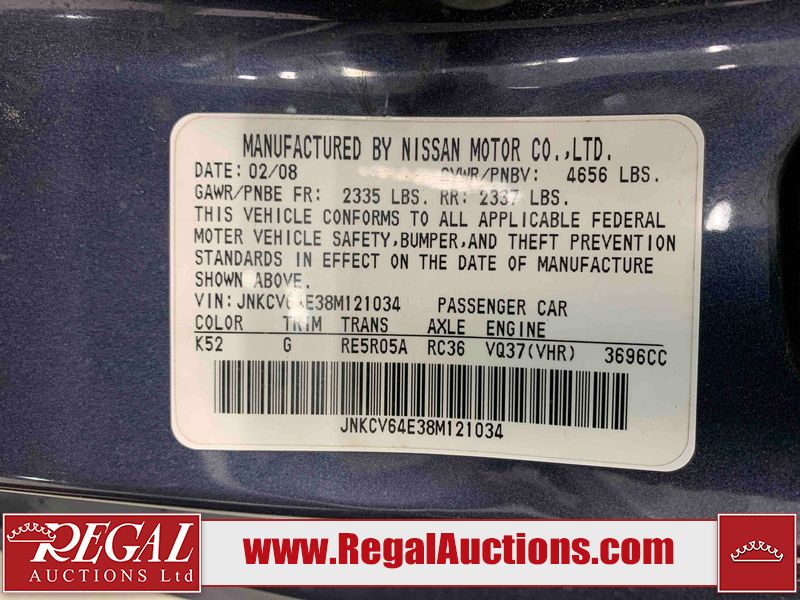 MANUFACTURED BY NISSAN MOTOR CO.,LTD.
DATE: 02/08 GVWR/PNBV: 4656 LBS.
GAWR/PNBE FR: 2335 LBS. RR: 2337 LBS.
THIS VEHICLE CONFORMS TO ALL APPLICABLE FEDERAL
MOTER VEHICLE SAFETY,BUMPER,AND THEFT PREVENTION
STANDARDS IN EFFECT ON THE DATE OF MANUFACTURE
SHOWN ABOVE.
VIN:JNKCV64E38M121034 PASSENGER CAR
COLOR TRIM TRANS AXLE ENGINE
K52 G RE5R05A RC36 VQ37(VHR) 3696CC
JNKCV64E38M121034
REGAL
AUCTIONS Ltd
www.RegalAuctions.com